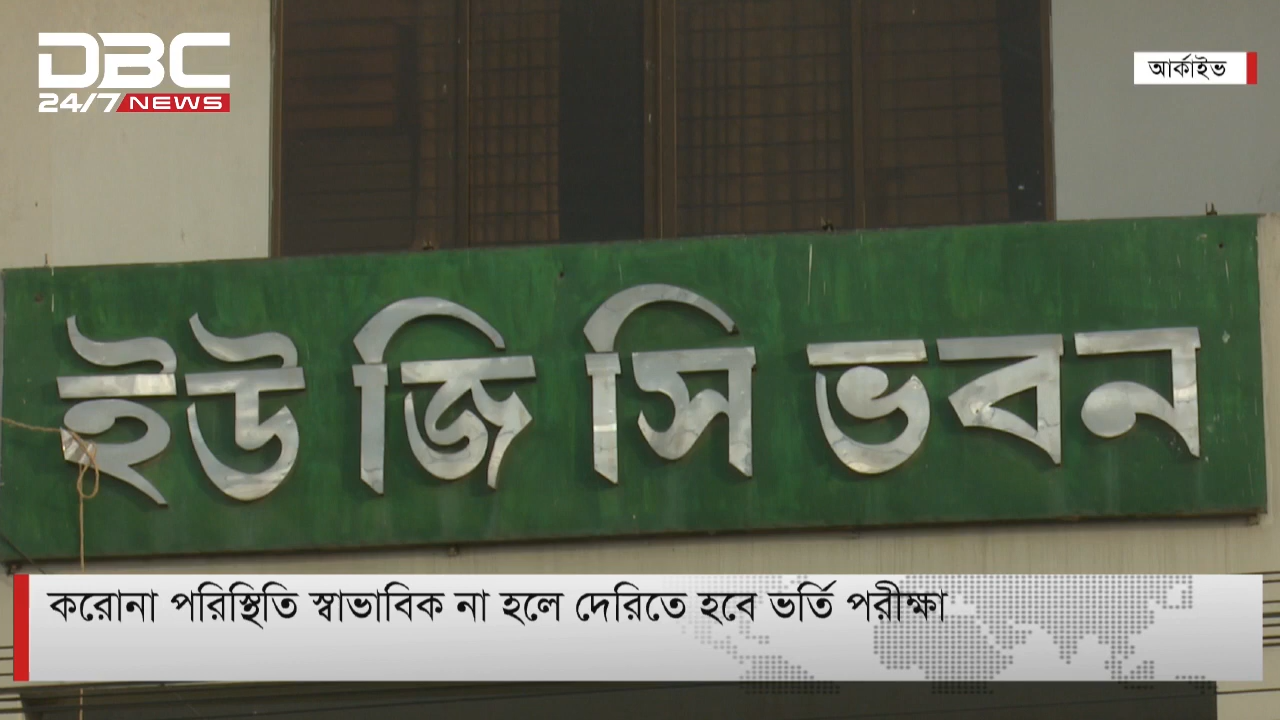 DBC
24/7 NEWS
আর্কাইভ
ইউজিসি ভবন
করোনা পরিস্থিতি স্বাভাবিক না হলে দেরিতে হবে ভর্তি পরীক্ষা